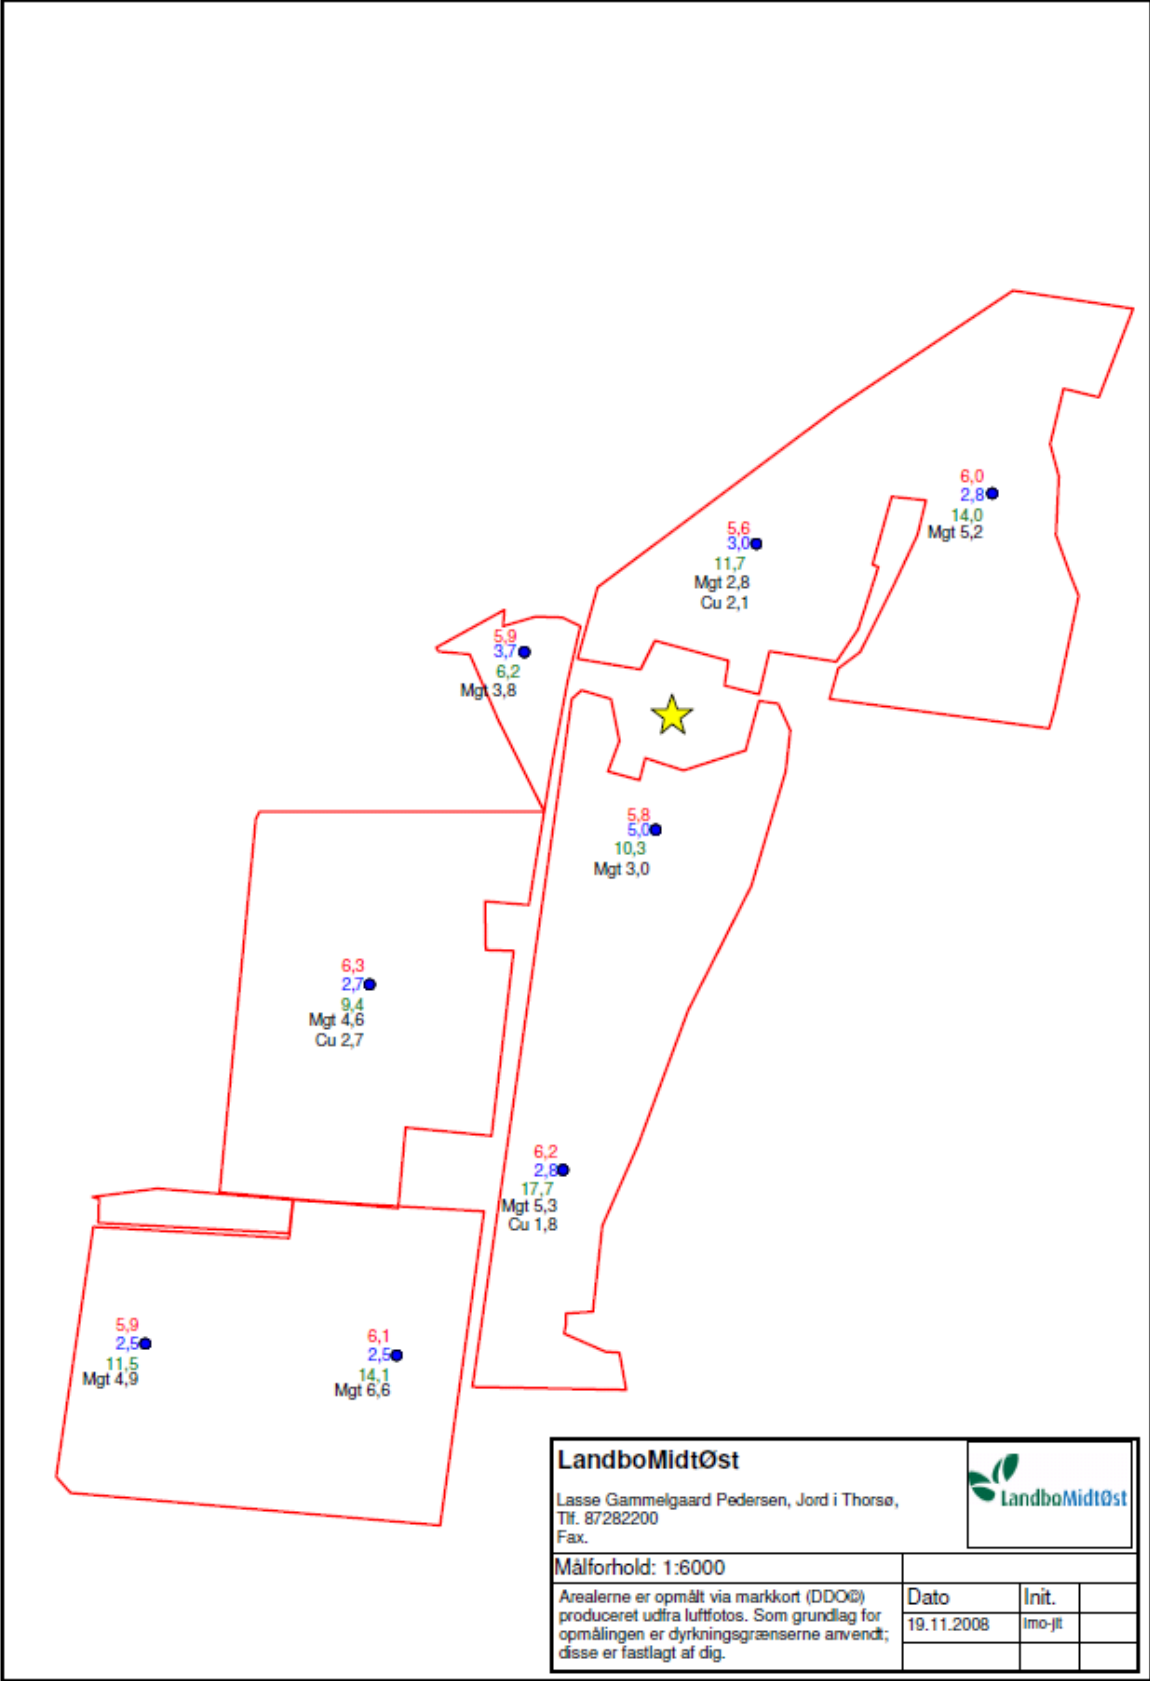 6,0
2,8
14,0
Mgt 5,2
5,6
3,0
11,7
Mgt 2,8
Cu 2,1
5,9
3,7
6,2
Mgt 3,8
5,8
5,0
10,3
Mgt 3,0
6,3
2,7
9,4
Mgt 4,6
Cu 2,7
6,2
2,8
17,7
Mgt 5,3
Cu 1,8
5,9
2,5
11,5
Mgt 4,9
6,1
2,5
14,1
Mgt 6,6
LandboMidtØst
LandboMidtØst
Lasse Gammelgaard Pedersen, Jord i Thorsø,
Tlf. 87282200
Fax.
Målforhold: 1:6000
Arealerne er opmålt via markkort (DDO©)
produceret udfra luftfotos. Som grundlag for
opmålingen er dyrkningsgrænserne anvendt;
disse er fastlagt af dig.
Dato
Init.
19.11.2008
lmo-jlt